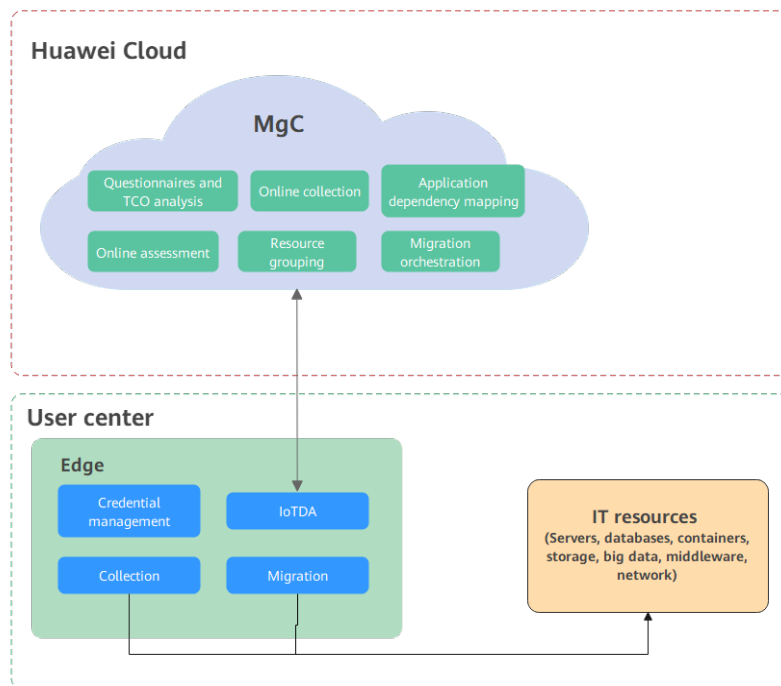 Huawei Cloud
MgC
Questionnaires and
TCO analysis
Online collection
Application
dependency mapping
Online assessment
Resource
grouping
Migration
orchestration
User center
Edge
Credential
management
IoTDA
Collection
Migration
IT resources
(Servers, databases, containers,
storage, big data, middleware,
network)